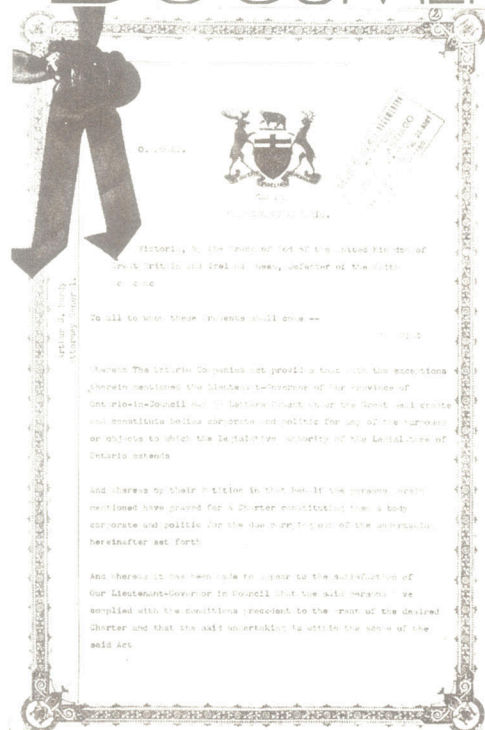 DOCUMEN
Victoria, by the Grace of God of the United Kingdom of
Great Britain and Ireland Queen, Defender of the Faith
Arthur S. Hardy
Attorney General.
To all to whom these Presents shall come --
Whereas The Ontario Companies Act provides that with the exceptions
therein mentioned the Lieutenant-Governor of Our Province of
Ontario-in-Council may by Letters Patent under the Great Seal create
and constitute bodies corporate and politic for any of the purposes
or objects to which the legislative authority of the Legislature of
Ontario extends
And whereas by their Petition in that behalf the persons herein
mentioned have prayed for a Charter constituting them a body
corporate and politic for the due carrying out of the undertaking
hereinafter set forth
And whereas it has been made to appear to the satisfaction of
Our Lieutenant-Governor in Council that the said persons have
complied with the conditions precedent to the grant of the desired
Charter and that the said undertaking is within the scope of the
said Act